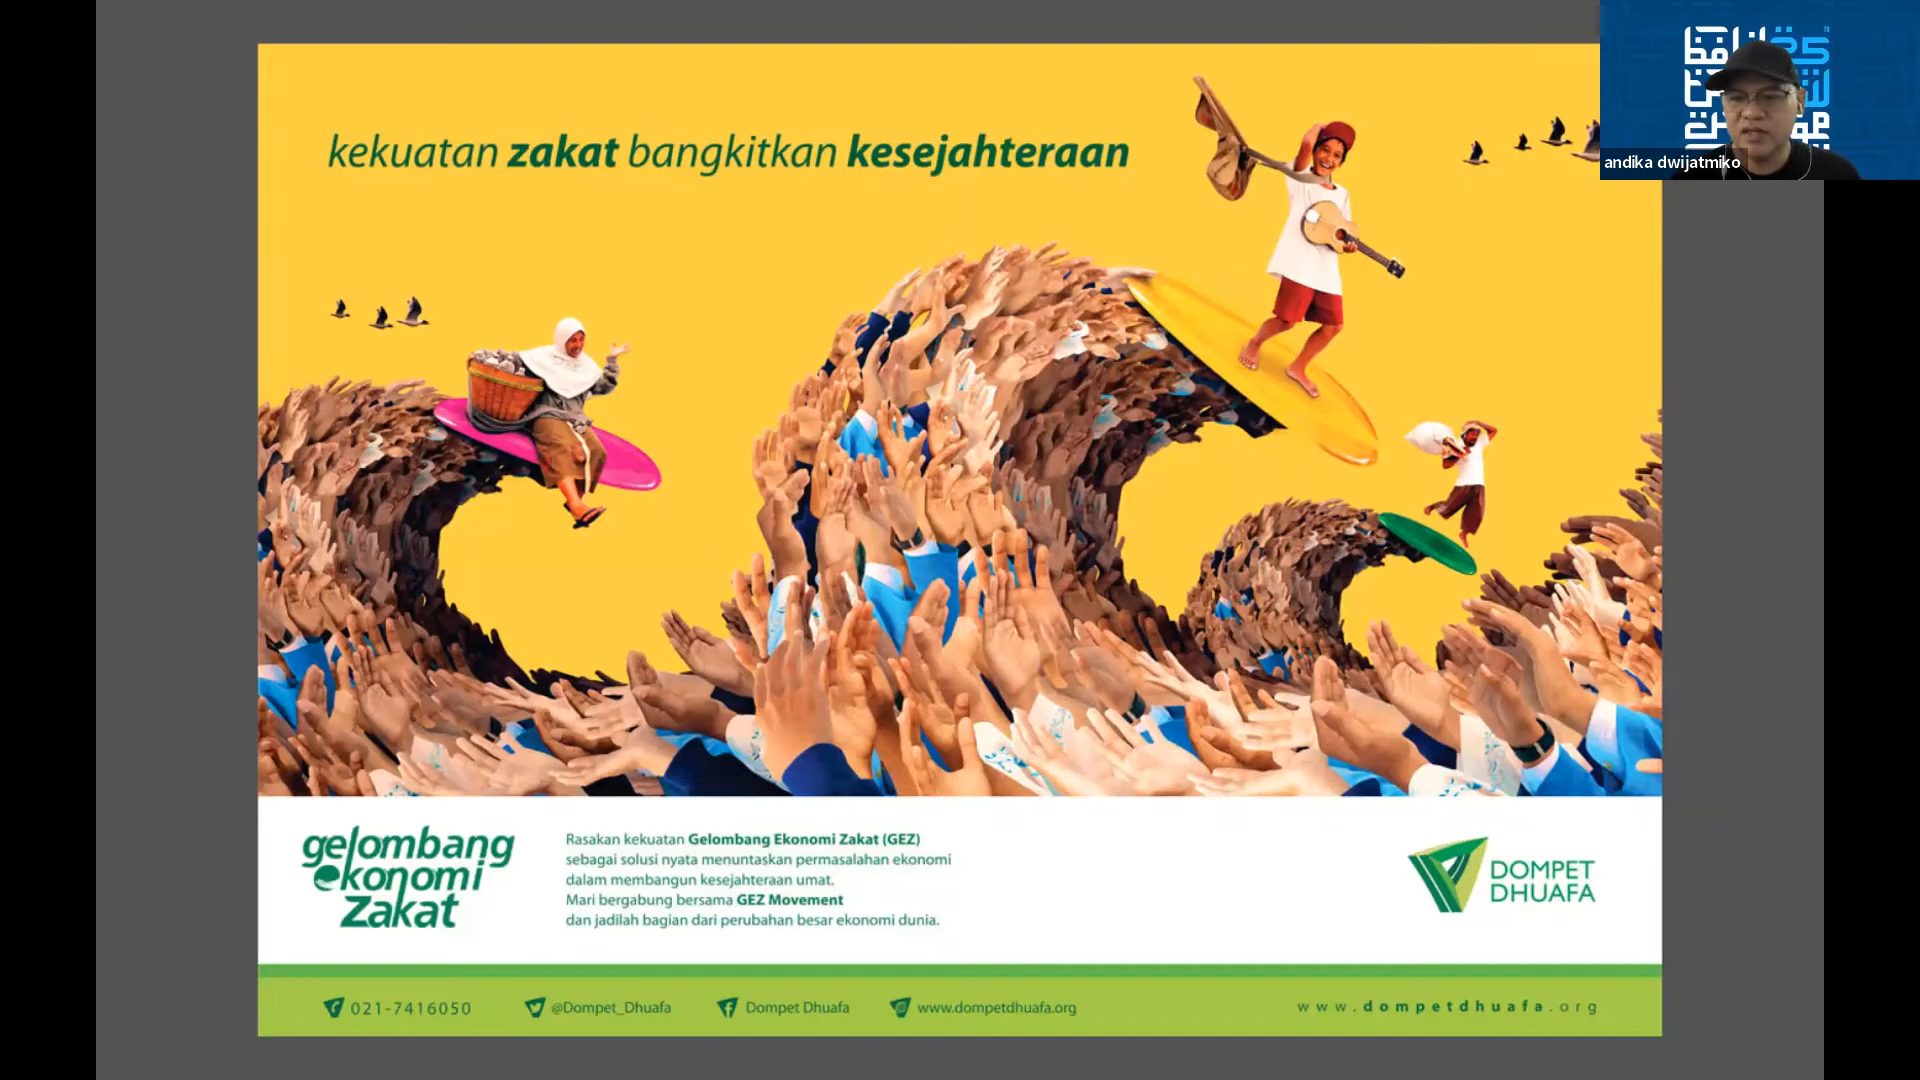 kekuatan zakat bangkitkan kesejahteraan
andika dwijatmiko
gelombang
ekonomi
zakat
Rasakan kekuatan Gelombang Ekonomi Zakat (GEZ)
sebagai solusi nyata menuntaskan permasalahan ekonomi
dalam membangun kesejahteraan umat.
Mari bergabung bersama GEZ Movement
dan jadilah bagian dari perubahan besar ekonomi dunia.
DOMPET
DHUAFA
021-7416050
@Dompet_Dhuafa
Dompet Dhuafa
www.dompetdhuafa.org
www.dompetdhuafa.org